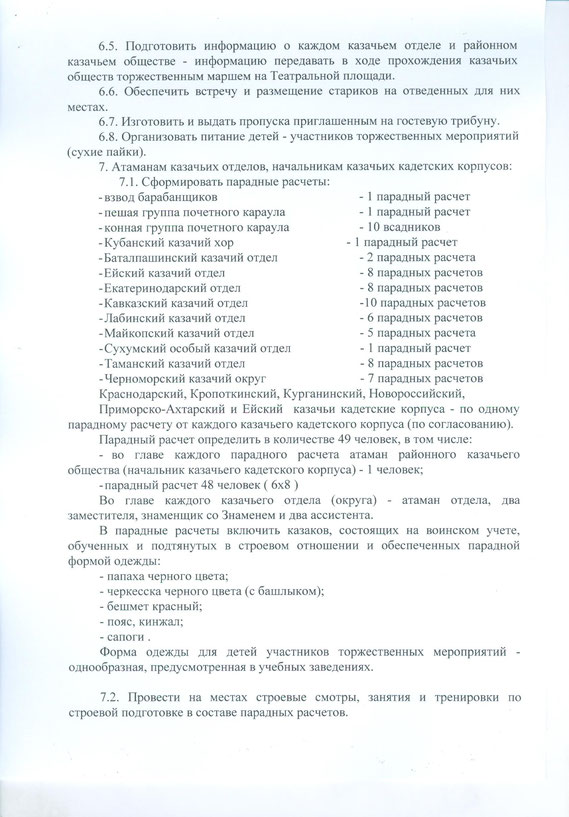 6.5. Подготовить информацию о каждом казачьем отделе и районном
казачьем обществе - информацию передавать в ходе прохождения казачьих
обществ торжественным маршем на Театральной площади.
6.6. Обеспечить встречу и размещение стариков на отведенных для них
местах.
6.7. Изготовить и выдать пропуска приглашенным на гостевую трибуну.
6.8. Организовать питание детей - участников торжественных мероприятий
(сухие пайки).
7. Атаманам казачьих отделов, начальникам казачьих кадетских корпусов:
7.1. Сформировать парадные расчеты:
-взвод барабанщиков - 1 парадный расчет
-пешая группа почетного караула - 1 парадный расчет
-конная группа почетного караула - 10 всадников
-Кубанский казачий хор - 1 парадный расчет
-Баталпашинский казачий отдел - 2 парадных расчета
-Ейский казачий отдел - 8 парадных расчетов
-Екатеринодарский отдел - 8 парадных расчетов
-Кавказский казачий отдел -10 парадных расчетов
-Лабинский казачий отдел - 6 парадных расчетов
-Майкопский казачий отдел - 5 парадных расчета
-Сухумский особый казачий отдел - 1 парадный расчет
-Таманский казачий отдел - 8 парадных расчетов
-Черноморский казачий округ - 7 парадных расчетов
Краснодарский, Кропоткинский, Курганинский, Новороссийский,
Приморско-Ахтарский и Ейский казачьи кадетские корпуса - по одному
парадному расчету от каждого казачьего кадетского корпуса (по согласованию).
Парадный расчет определить в количестве 49 человек, в том числе:
- во главе каждого парадного расчета атаман районного казачьего
общества (начальник казачьего кадетского корпуса) - 1 человек;
-парадный расчет 48 человек ( 6х8 )
Во главе каждого казачьего отдела (округа) - атаман отдела, два
заместителя, знаменщик со Знаменем и два ассистента.
В парадные расчеты включить казаков, состоящих на воинском учете,
обученных и подтянутых в строевом отношении и обеспеченных парадной
формой одежды:
- папаха черного цвета;
- черкесска черного цвета (с башлыком);
- бешмет красный;
- пояс, кинжал;
- сапоги .
Форма одежды для детей участников торжественных мероприятий -
однообразная, предусмотренная в учебных заведениях.
7.2. Провести на местах строевые смотры, занятия и тренировки по
строевой подготовке в составе парадных расчетов.